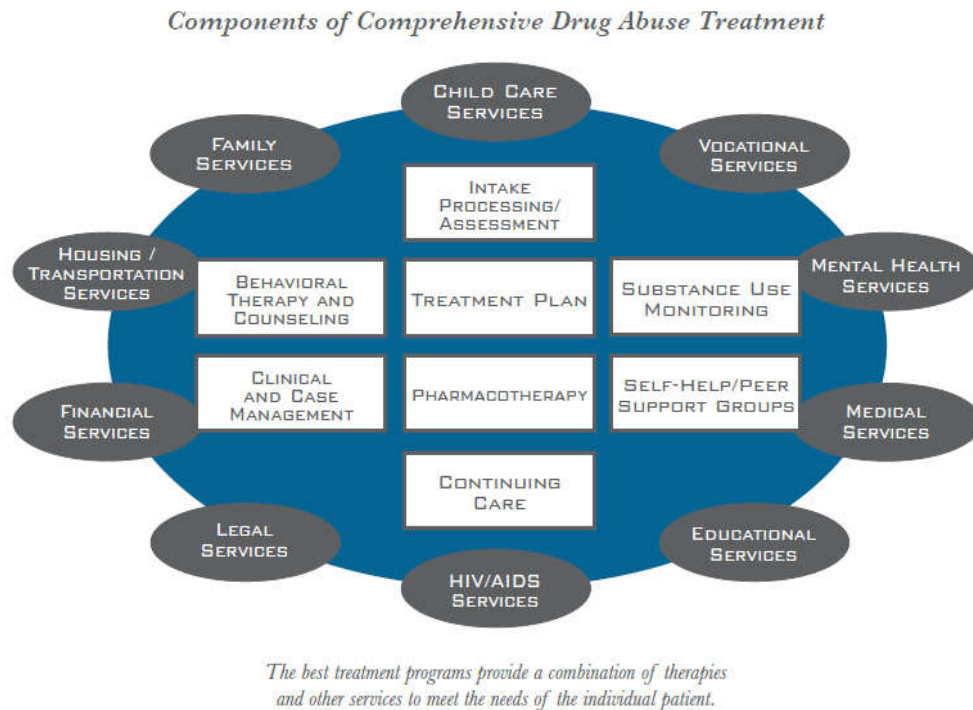 Components of Comprehensive Drug Abuse Treatment
CHILD CARE
SERVICES
FAMILY
SERVICES
VOCATIONAL
SERVICES
INTAKE
PROCESSING/
ASSESSMENT
HOUSING /
TRANSPORTATION
SERVICES
BEHAVIORAL
THERAPY AND
COUNSELING
TREATMENT PLAN
SUBSTANCE USE
MONITORING
MENTAL HEALTH
SERVICES
FINANCIAL
SERVICES
CLINICAL
AND CASE
MANAGEMENT
PHARMACOTHERAPY
SELF-HELP/PEER
SUPPORT GROUPS
MEDICAL
SERVICES
CONTINUING
CARE
LEGAL
SERVICES
EDUCATIONAL
SERVICES
HIV/AIDS
SERVICES
The best treatment programs provide a combination of therapies
and other services to meet the needs of the individual patient.